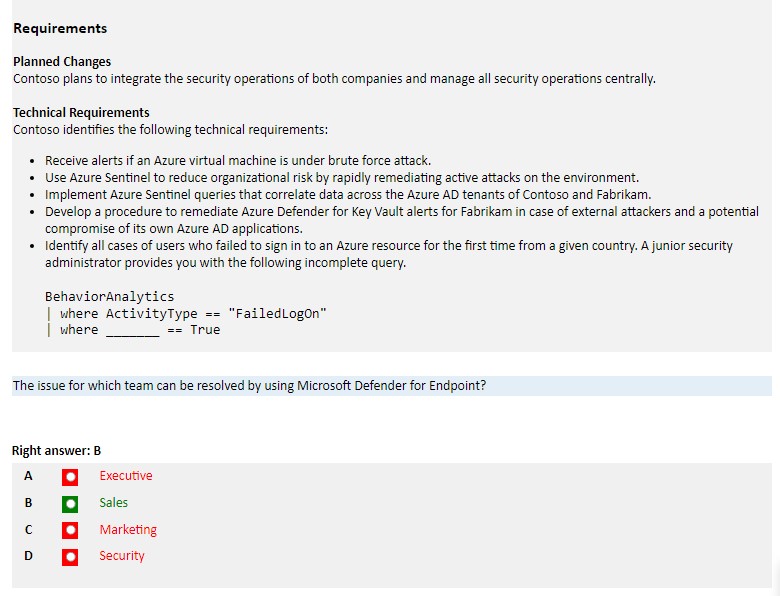 Requirements
Planned Changes
Contoso plans to integrate the security operations of both companies and manage all security operations centrally.
Technical Requirements
Contoso identifies the following technical requirements:
• Receive alerts if an Azure virtual machine is under brute force attack.
• Use Azure Sentinel to reduce organizational risk by rapidly remediating active attacks on the environment.
• Implement Azure Sentinel queries that correlate data across the Azure AD tenants of Contoso and Fabrikam.
• Develop a procedure to remediate Azure Defender for Key Vault alerts for Fabrikam in case of external attackers and a potential
compromise of its own Azure AD applications.
• Identify all cases of users who failed to sign in to an Azure resource for the first time from a given country. A junior security
administrator provides you with the following incomplete query.
BehaviorAnalytics
| where ActivityType == "FailedLogOn"
| where _______ == True
The issue for which team can be resolved by using Microsoft Defender for Endpoint?
Right answer: B
A Executive
B Sales
C Marketing
D Security